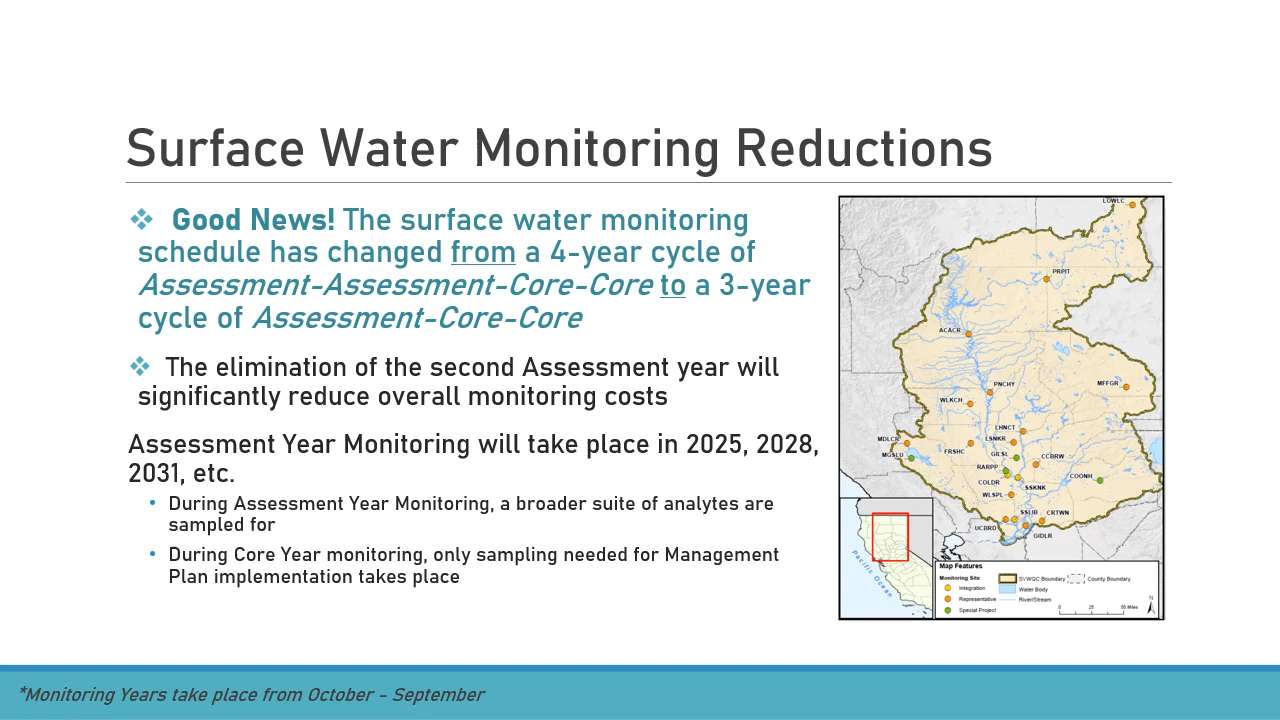 Surface Water Monitoring Reductions
❖ Good News! The surface water monitoring
schedule has changed from a 4-year cycle of
Assessment-Assessment-Core-Core to a 3-year
cycle of Assessment-Core-Core
❖ The elimination of the second Assessment year will
significantly reduce overall monitoring costs
Assessment Year Monitoring will take place in 2025, 2028,
2031, etc.
• During Assessment Year Monitoring, a broader suite of analytes are
sampled for
• During Core Year monitoring, only sampling needed for Management
Plan implementation takes place
LOWLC
PRPIT
ACACR
PNCHY
MFFGR
WLKCH
LHNCT
MDLCR
LSNKR
FRSHC
GILSL
MGSLU
CCBRW
RARPP
COONH
COLDR
SSKNK
WLSPL
SSLIB
CRTWN
UCBRD
GIDLR
Pacific Ocean
Map Features
Monitoring Site
Integration
Representative
Special Project
SVWQC Boundary
County Boundary
Water Body
River/Stream
N
0 25 50 Miles
*Monitoring Years take place from October - September